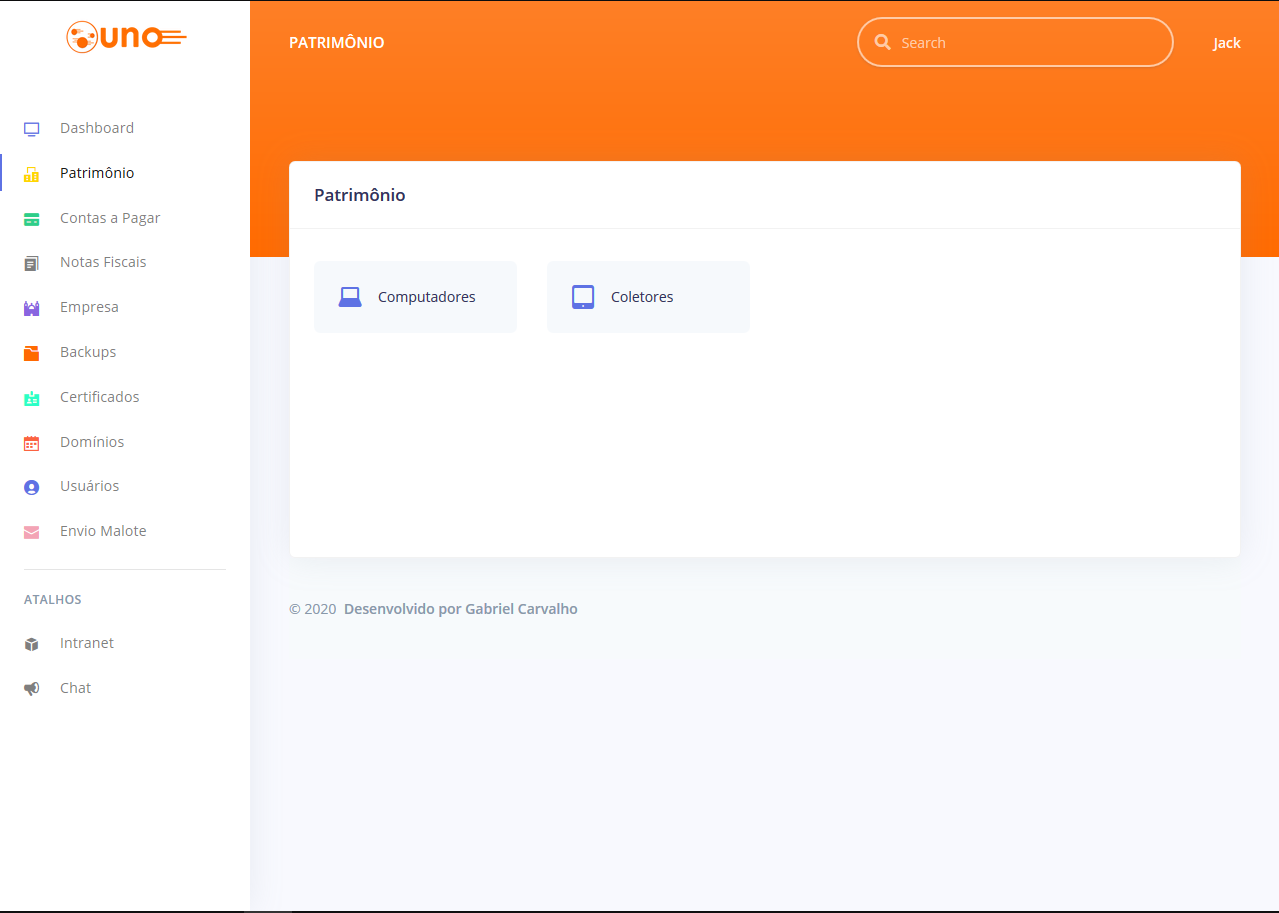 uno
PATRIMÔNIO
Search
Jack
Dashboard
Patrimônio
Contas a Pagar
Notas Fiscais
Empresa
Backups
Certificados
Domínios
Usuários
Envio Malote
ATALHOS
Intranet
Chat
Patrimônio
Computadores
Coletores
© 2020 Desenvolvido por Gabriel Carvalho